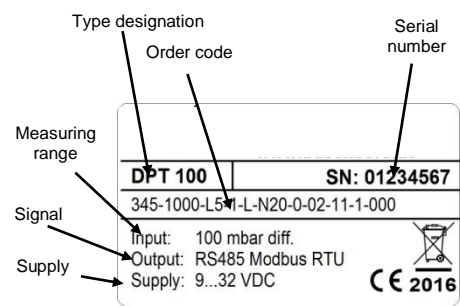 Type designation
Order code
Serial
number
Measuring
range
DPT 100
SN: 01234567
345-1000-L5-1-L-N20-0-02-11-1-000
Signal
Input: 100 mbar diff.
Output: RS485 Modbus RTU
Supply
Supply: 9...32 VDC
CE 2016